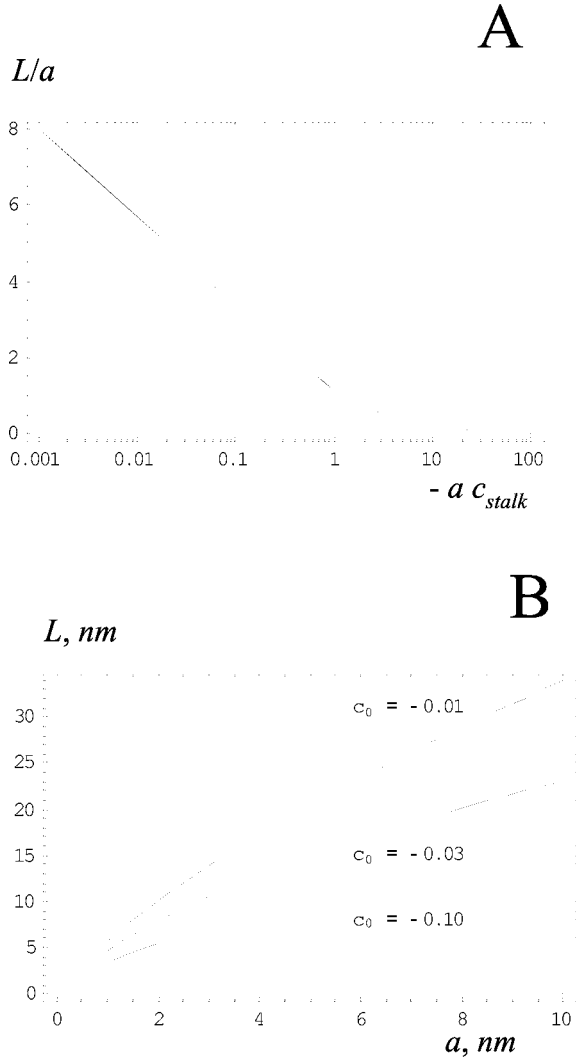 A
L/a
8
6
4
2
0
0.001 0.01 0.1 1 10 100
- a c_stalk
B
L, nm
30
25
20
15
10
5
0
c₀ = -0.01
c₀ = -0.03
c₀ = -0.10
0 2 4 6 8 10
a, nm